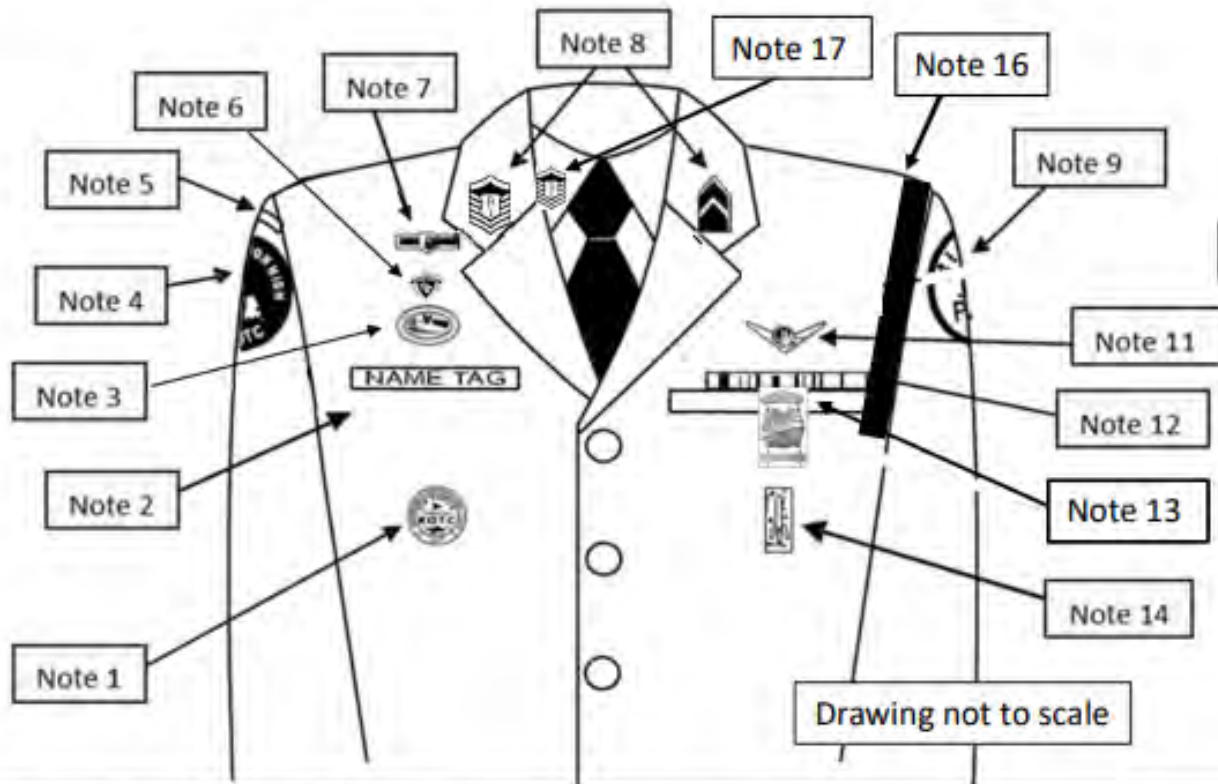 Note 8
Note 17
Note 16
Note 7
Note 6
Note 9
Note 5
Note 4
Note 11
NAME TAG
Note 3
Note 12
Note 2
Note 13
ROTC
Note 14
Note 1
Drawing not to scale